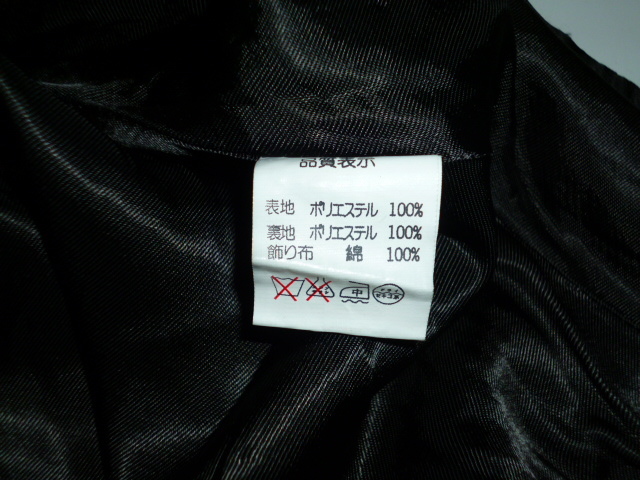 品質表示
表地 ポリエステル 100%
裏地 ポリエステル 100%
飾り布 綿 100%
中